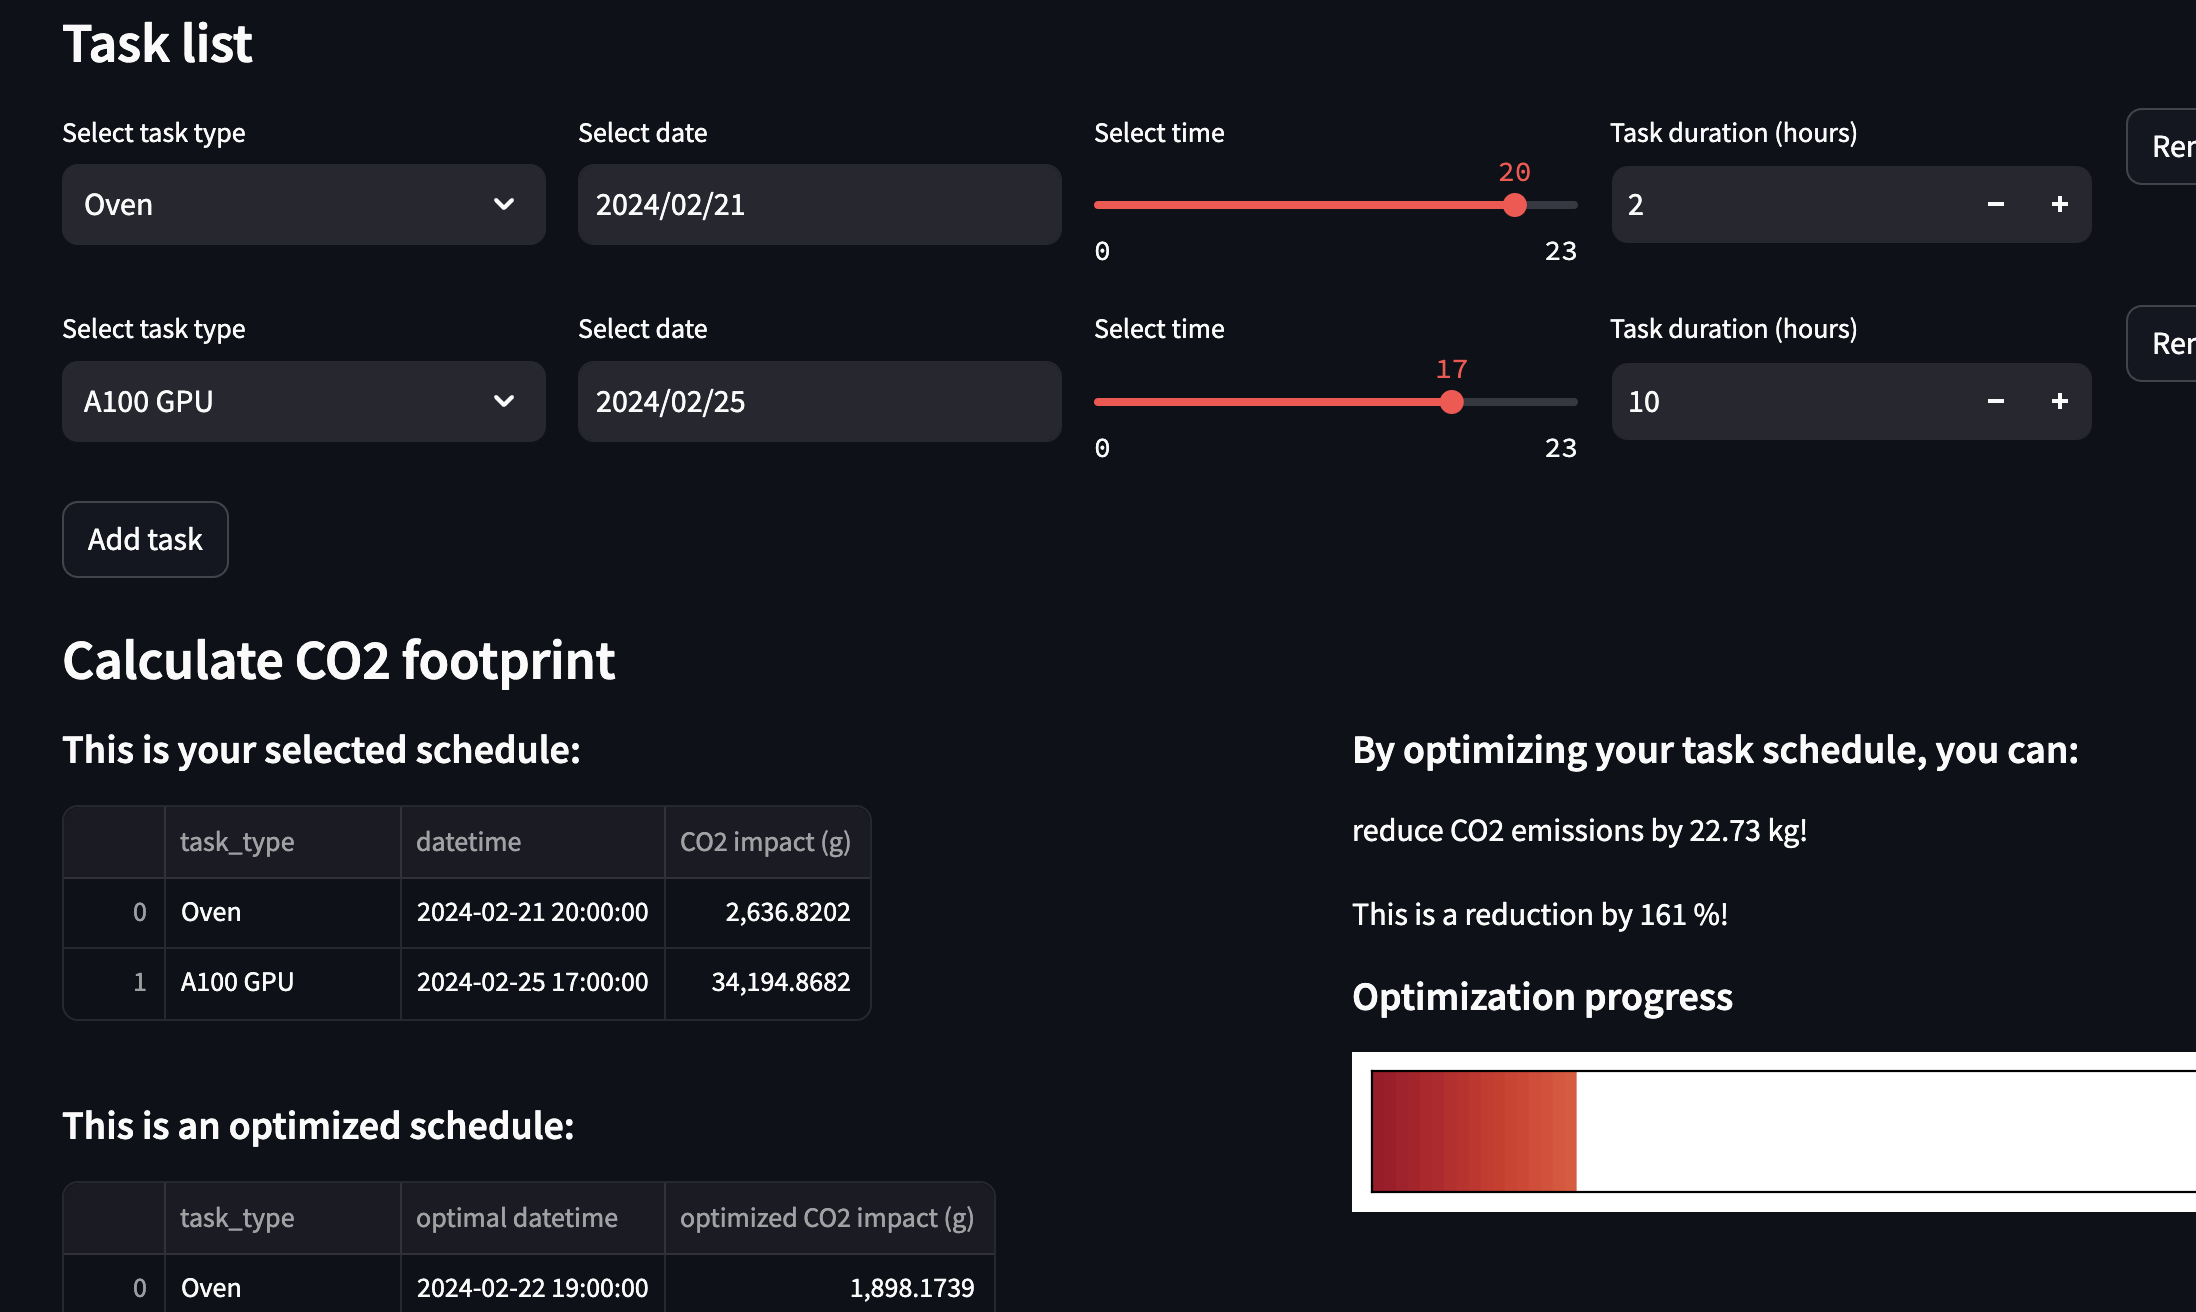 Task list
Select task type
Select date
Select time
Task duration (hours)
Oven
2024/02/21
20
0
23
2
Select task type
Select date
Select time
Task duration (hours)
A100 GPU
2024/02/25
17
0
23
10
Add task
Calculate CO2 footprint
This is your selected schedule:
task_type datetime CO2 impact (g)
0 Oven 2024-02-21 20:00:00 2,636.8202
1 A100 GPU 2024-02-25 17:00:00 34,194.8682
This is an optimized schedule:
task_type optimal datetime optimized CO2 impact (g)
0 Oven 2024-02-22 19:00:00 1,898.1739
By optimizing your task schedule, you can:
reduce CO2 emissions by 22.73 kg!
This is a reduction by 161 %!
Optimization progress